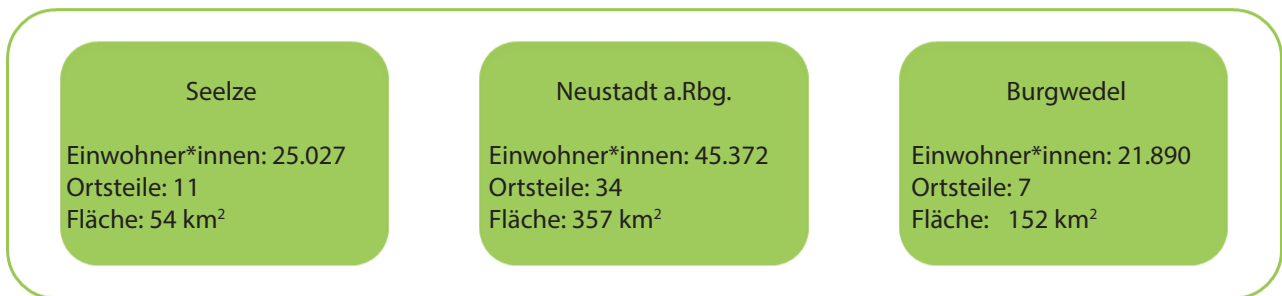 Seelze
Einwohner*innen: 25.027
Ortsteile: 11
Fläche: 54 km²
Neustadt a.Rbg.
Einwohner*innen: 45.372
Ortsteile: 34
Fläche: 357 km²
Burgwedel
Einwohner*innen: 21.890
Ortsteile: 7
Fläche: 152 km²